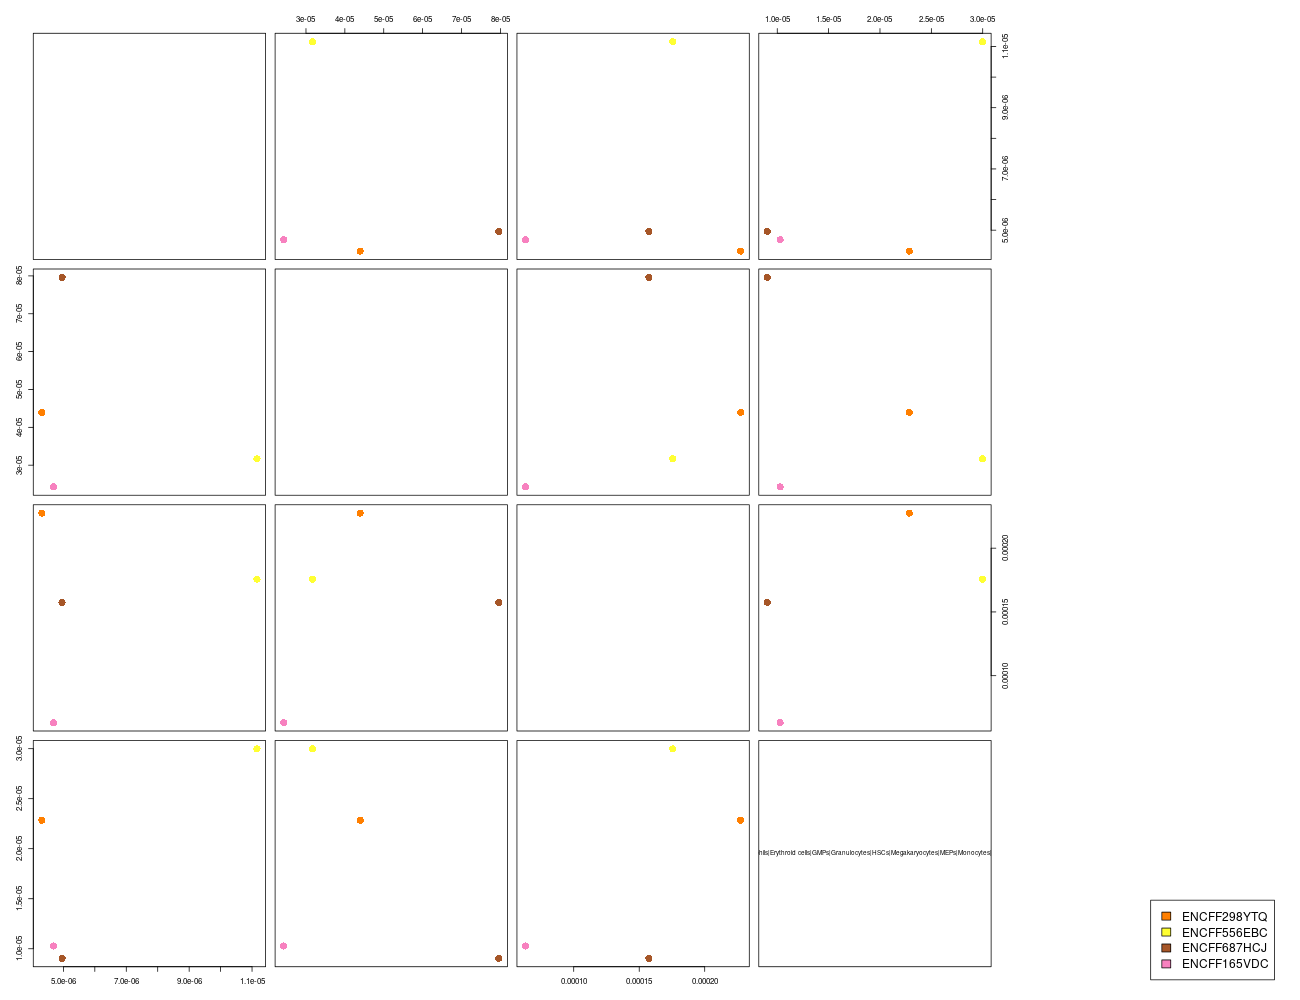 3e-05 4e-05 5e-05 6e-05 7e-05 8e-05
1.0e-05 1.5e-05 2.0e-05 2.5e-05 3.0e-05
5.0e-06 7.0e-06 9.0e-06 1.1e-05
3e-05 4e-05 5e-05 6e-05 7e-05 8e-05
0.00010 0.00015 0.00020
1.0e-05 1.5e-05 2.0e-05 2.5e-05 3.0e-05
hils|Erythroid cells|GMPs|Granulocytes|HSCs|Megakaryocytes|MEPs|Monocytes|
5.0e-06 7.0e-06 9.0e-06 1.1e-05
0.00010 0.00015 0.00020
ENCFF298YTQ
ENCFF556EBC
ENCFF687HCJ
ENCFF165VDC